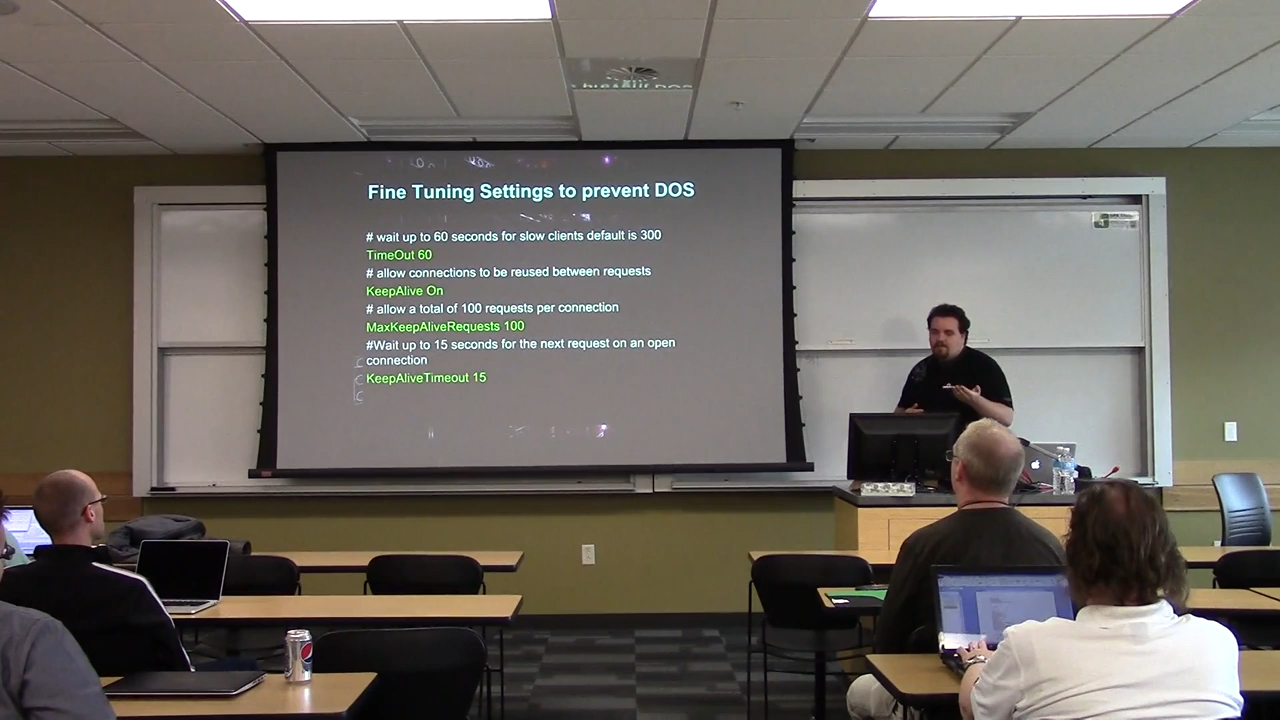 Fine Tuning Settings to prevent DOS
# wait up to 60 seconds for slow clients default is 300
TimeOut 60
# allow connections to be reused between requests
KeepAlive On
# allow a total of 100 requests per connection
MaxKeepAliveRequests 100
#Wait up to 15 seconds for the next request on an open
connection
KeepAliveTimeout 15